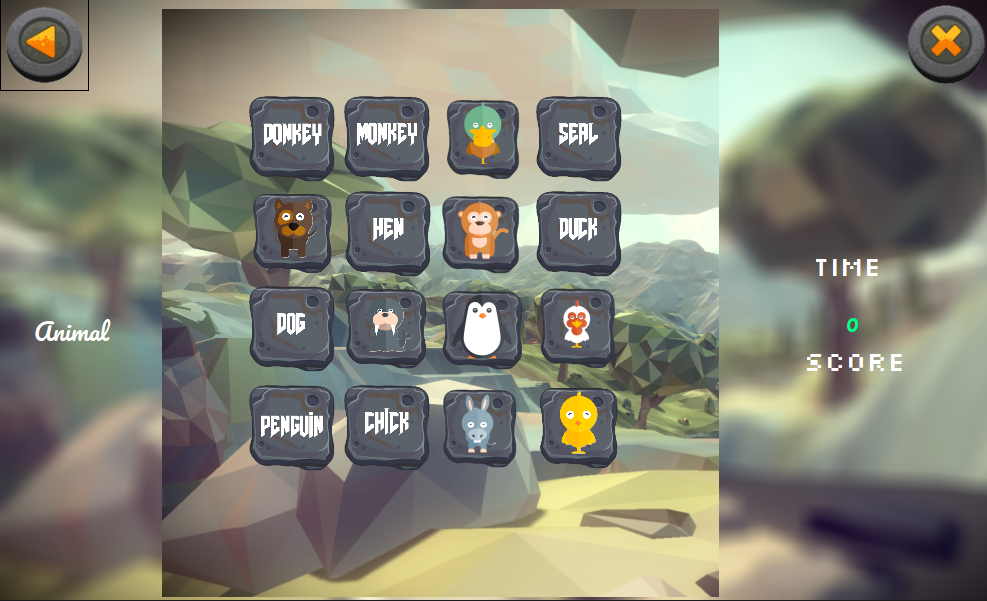 DONKEY MONKEY SEAL
HEN DUCK
DOG
PENGUIN CHICK
Animal
TIME
0
SCORE